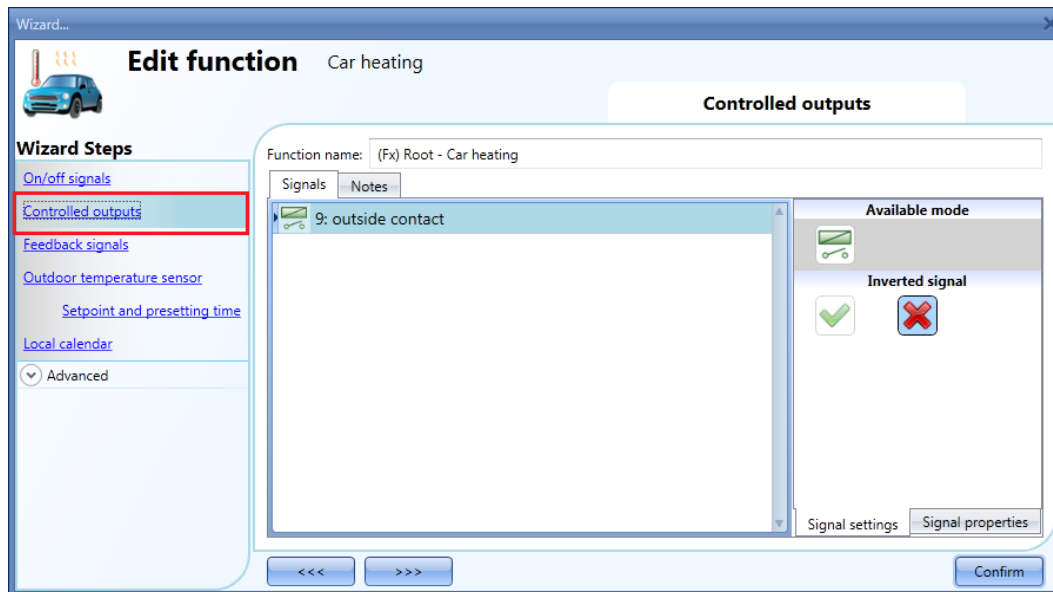 Wizard...
Edit function Car heating
Controlled outputs
Wizard Steps
On/off signals
Controlled outputs
Feedback signals
Outdoor temperature sensor
Setpoint and presetting time
Local calendar
Advanced
Function name: (Fx) Root - Car heating
Signals Notes
9: outside contact
Available mode
Inverted signal
Signal settings Signal properties
<<< >>> Confirm